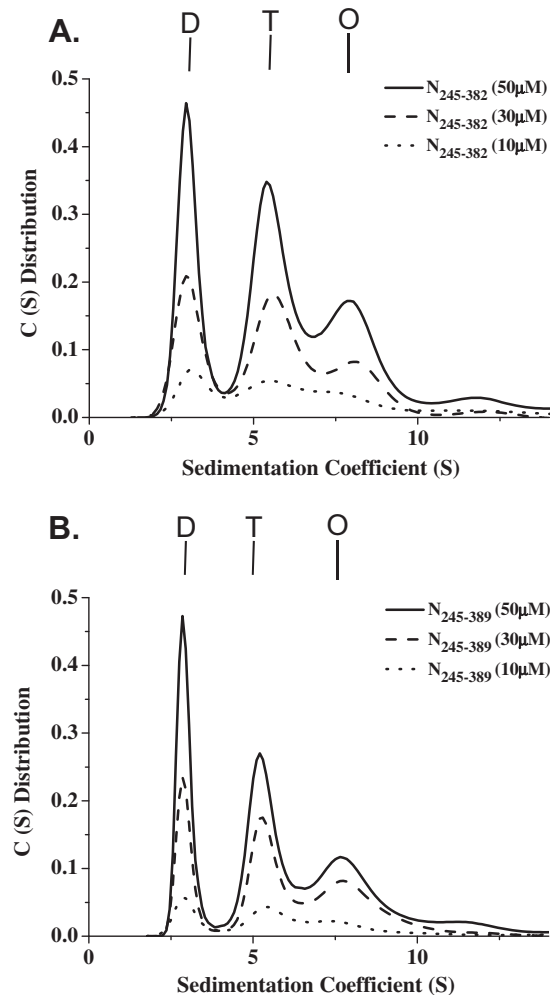 A.
D T O
0.5
0.4
0.3
0.2
0.1
0.0
N245-382 (50μM)
N245-382 (30μM)
N245-382 (10μM)
C (S) Distribution
0 5 10
Sedimentation Coefficient (S)
B.
D T O
0.5
0.4
0.3
0.2
0.1
0.0
N245-389 (50μM)
N245-389 (30μM)
N245-389 (10μM)
C (S) Distribution
0 5 10
Sedimentation Coefficient (S)